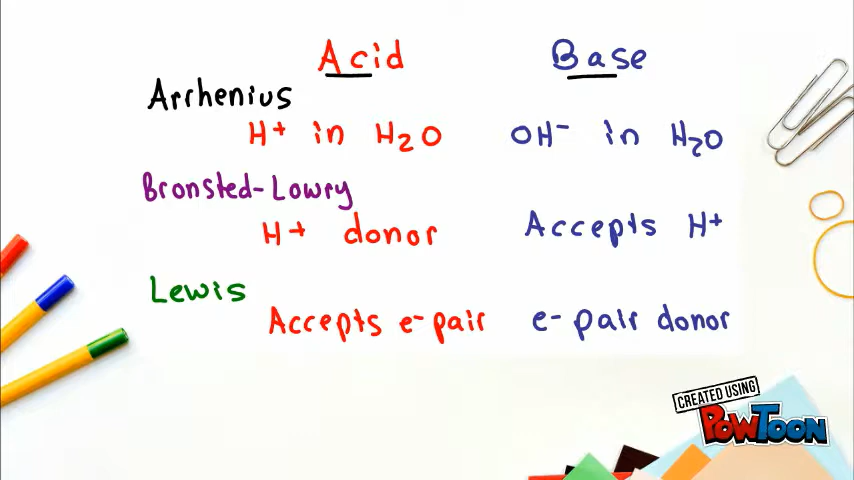 Acid Base
Arrhenius
H+ in H2O OH- in H2O
Bronsted-Lowry
H+ donor Accepts H+
Lewis
Accepts e-pair e- pair donor
CREATED USING
POWTOON